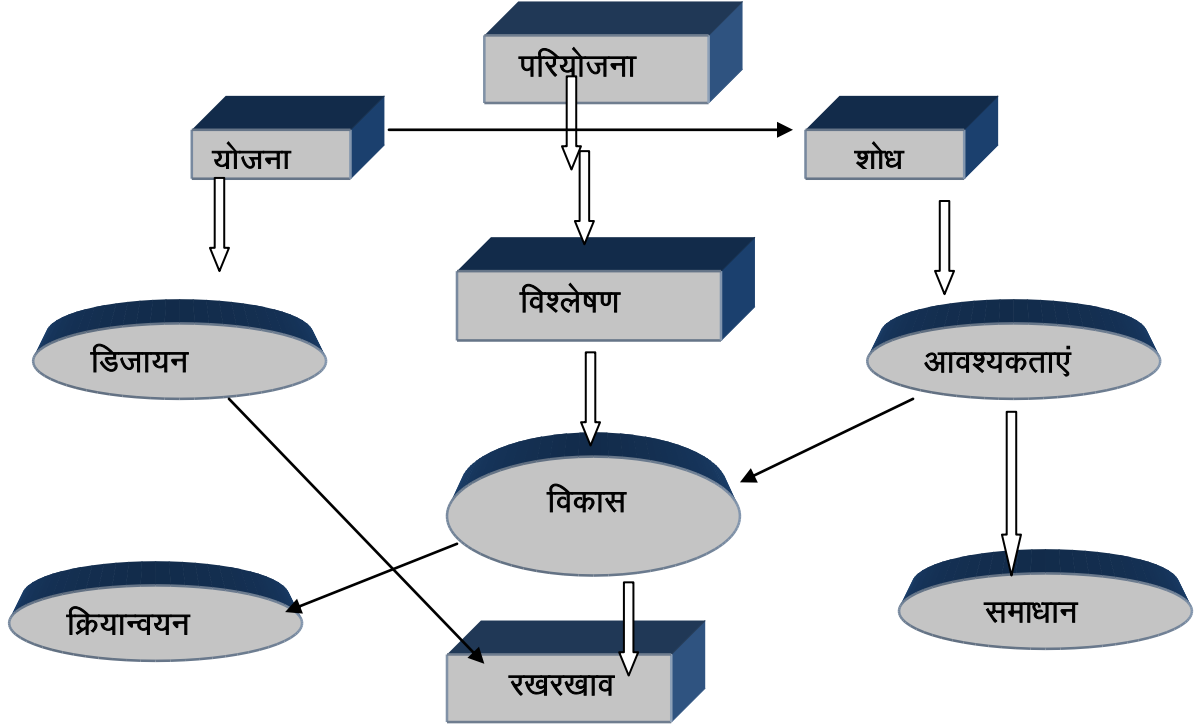 परियोजना
योजना
शोध
विश्लेषण
डिजायन
आवश्यकताएं
विकास
क्रियान्वयन
समाधान
रखरखाव